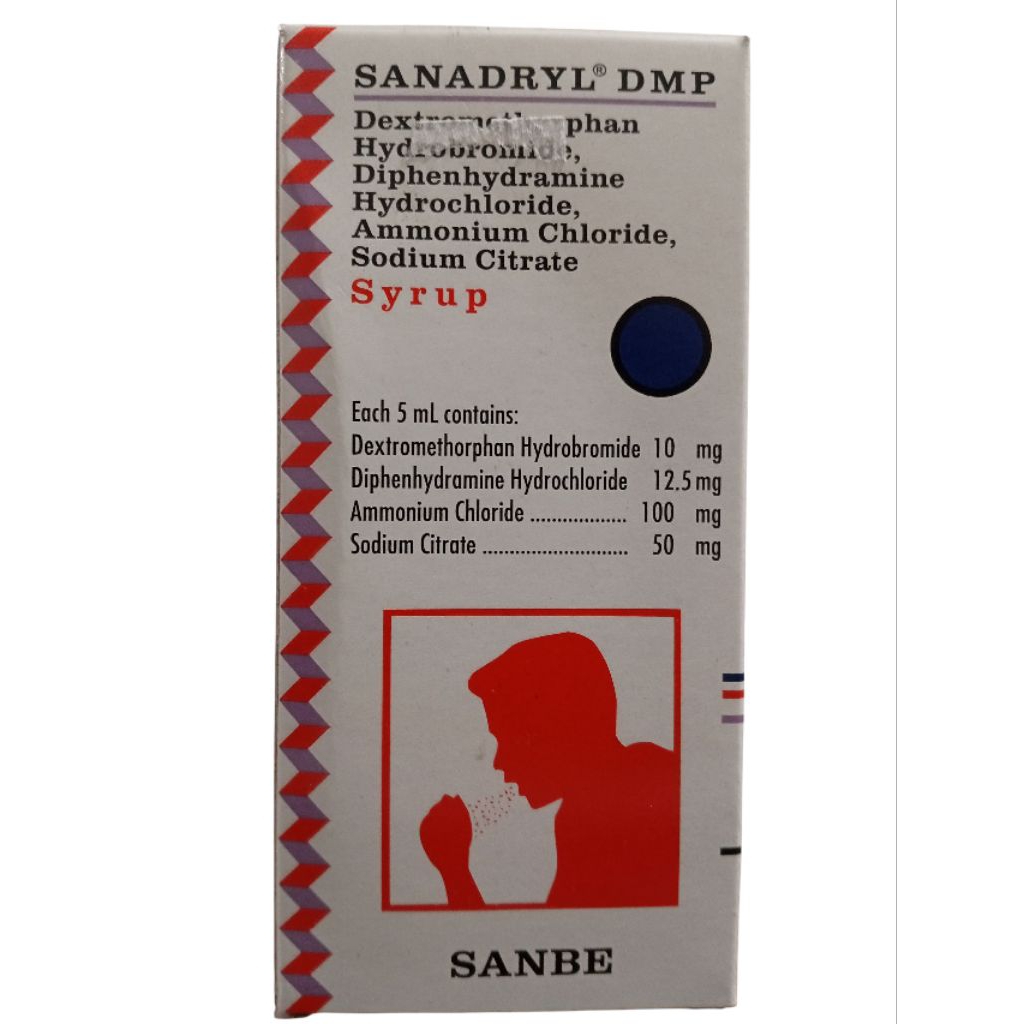 SANADRYL® DMP
Dextromethorphan
Hydrobromide,
Diphenhydramine
Hydrochloride,
Ammonium Chloride,
Sodium Citrate
Syrup
Each 5 mL contains:
Dextromethorphan Hydrobromide 10 mg
Diphenhydramine Hydrochloride 12.5 mg
Ammonium Chloride .................. 100 mg
Sodium Citrate ........................... 50 mg
SANBE